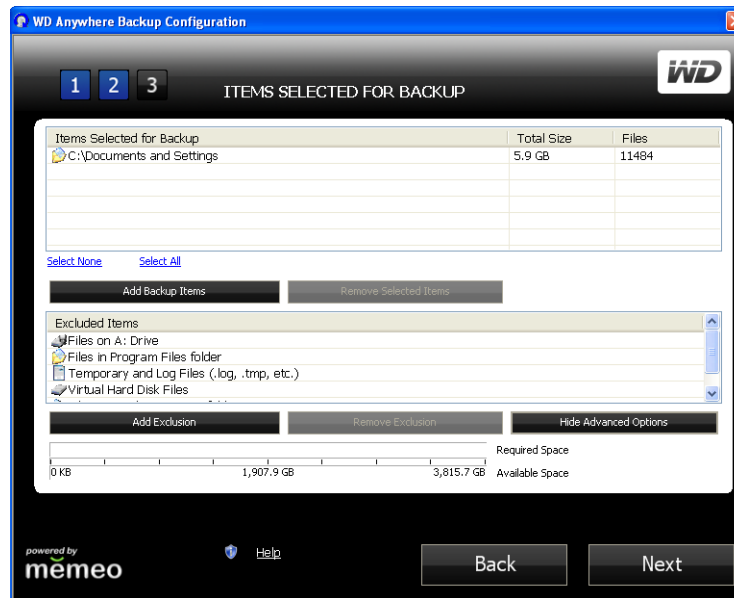 WD Anywhere Backup Configuration
WD
1 2 3 ITEMS SELECTED FOR BACKUP
Items Selected for Backup Total Size Files
C:\Documents and Settings 5.9 GB 11484
Select None Select All
Add Backup Items Remove Selected Items
Excluded Items
Files on A: Drive
Files in Program Files folder
Temporary and Log Files (.log, .tmp, etc.)
Virtual Hard Disk Files
Add Exclusion Remove Exclusion Hide Advanced Options
Required Space
0 KB 1,907.9 GB 3,815.7 GB Available Space
powered by
memeo
Help
Back Next